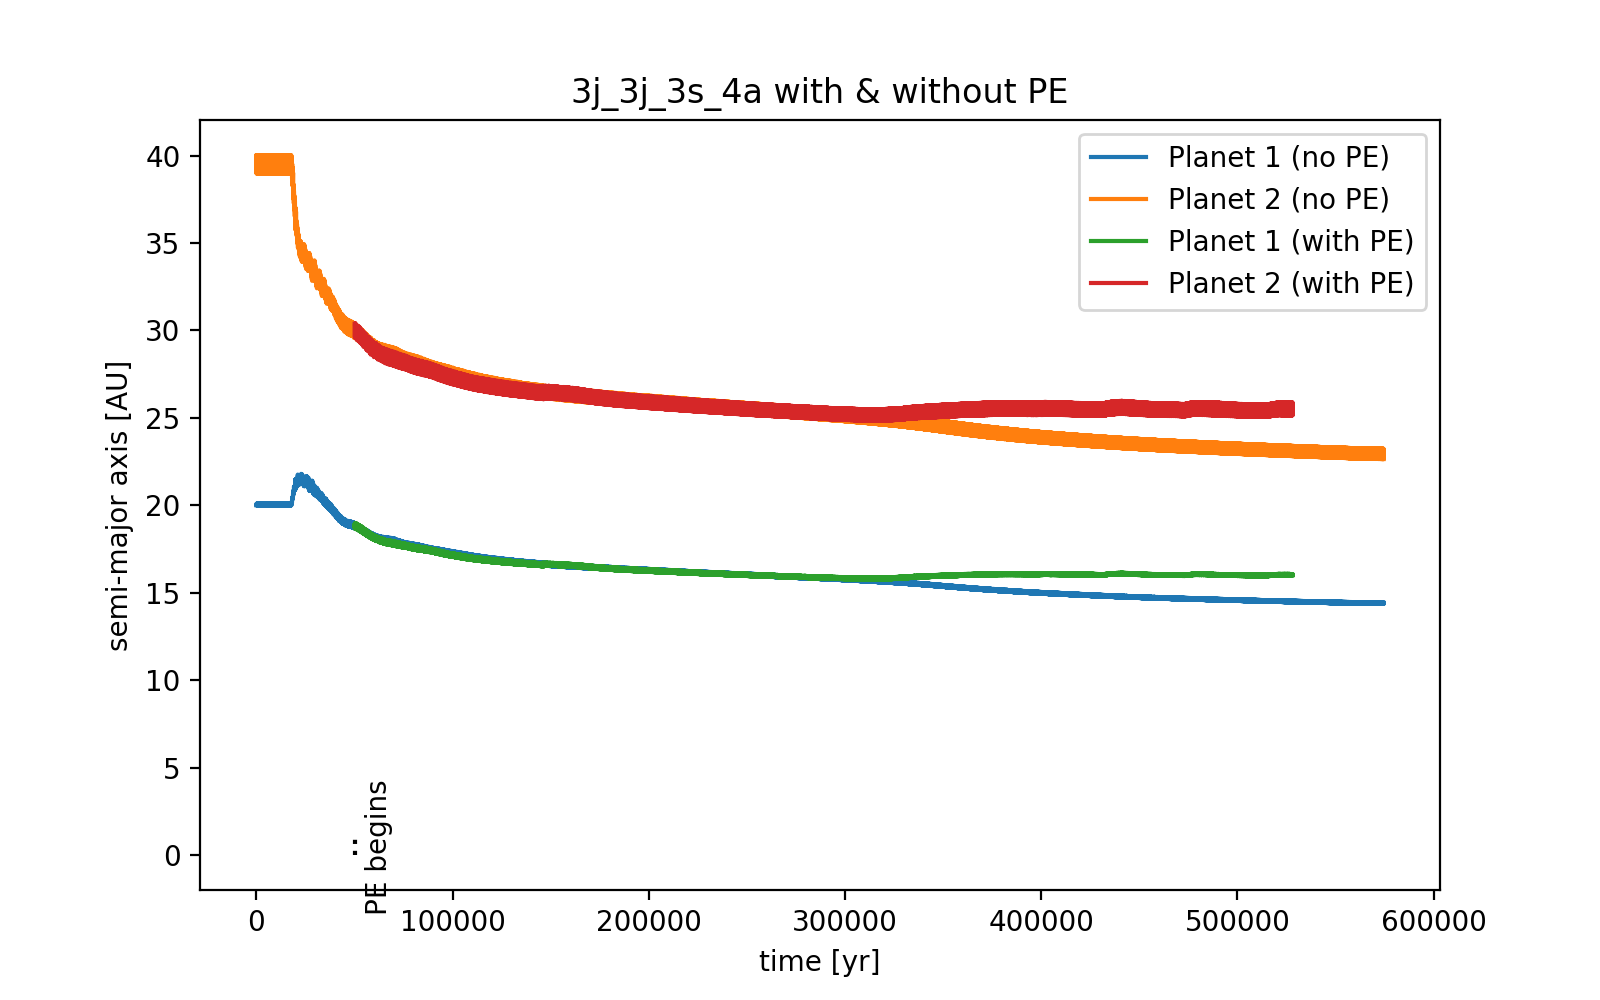 3j_3j_3s_4a with & without PE
Planet 1 (no PE)
Planet 2 (no PE)
Planet 1 (with PE)
Planet 2 (with PE)
semi-major axis [AU]
40
35
30
25
20
15
10
5
0
PE begins
0
100000
200000
300000
400000
500000
600000
time [yr]